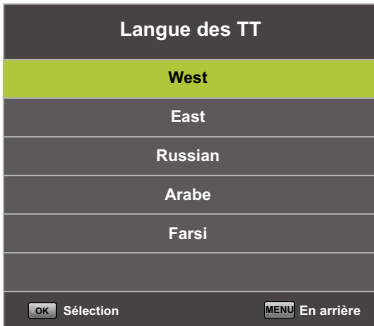 Langue des TT
West
East
Russian
Arabe
Farsi
OK Sélection MENU En arrière